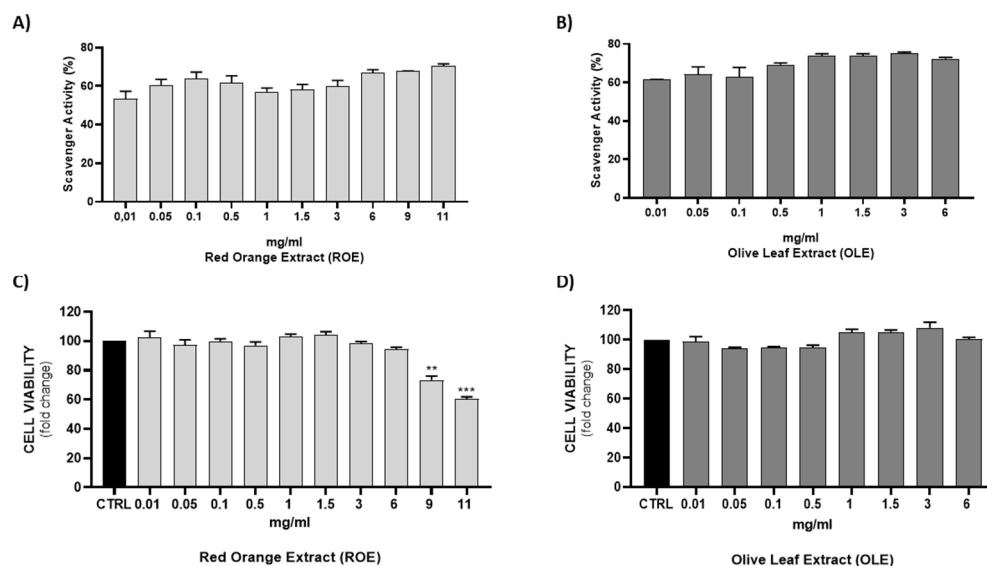 A)
Scavenger Activity (%)
80
60
40
20
0
0,01 0.05 0.1 0.5 1 1.5 3 6 9 11
mg/ml
Red Orange Extract (ROE)
B)
Scavenger Activity (%)
80
60
40
20
0
0.01 0.05 0.1 0.5 1 1.5 3 6
mg/ml
Olive Leaf Extract (OLE)
C)
CELL VIABILITY
(fold change)
120
100
80
60
40
20
0
**
***
CTRL 0.01 0.05 0.1 0.5 1 1.5 3 6 9 11
mg/ml
Red Orange Extract (ROE)
D)
CELL VIABILITY
(fold change)
120
100
80
60
40
20
0
CTRL 0.01 0.05 0.1 0.5 1 1.5 3 6
mg/ml
Olive Leaf Extract (OLE)